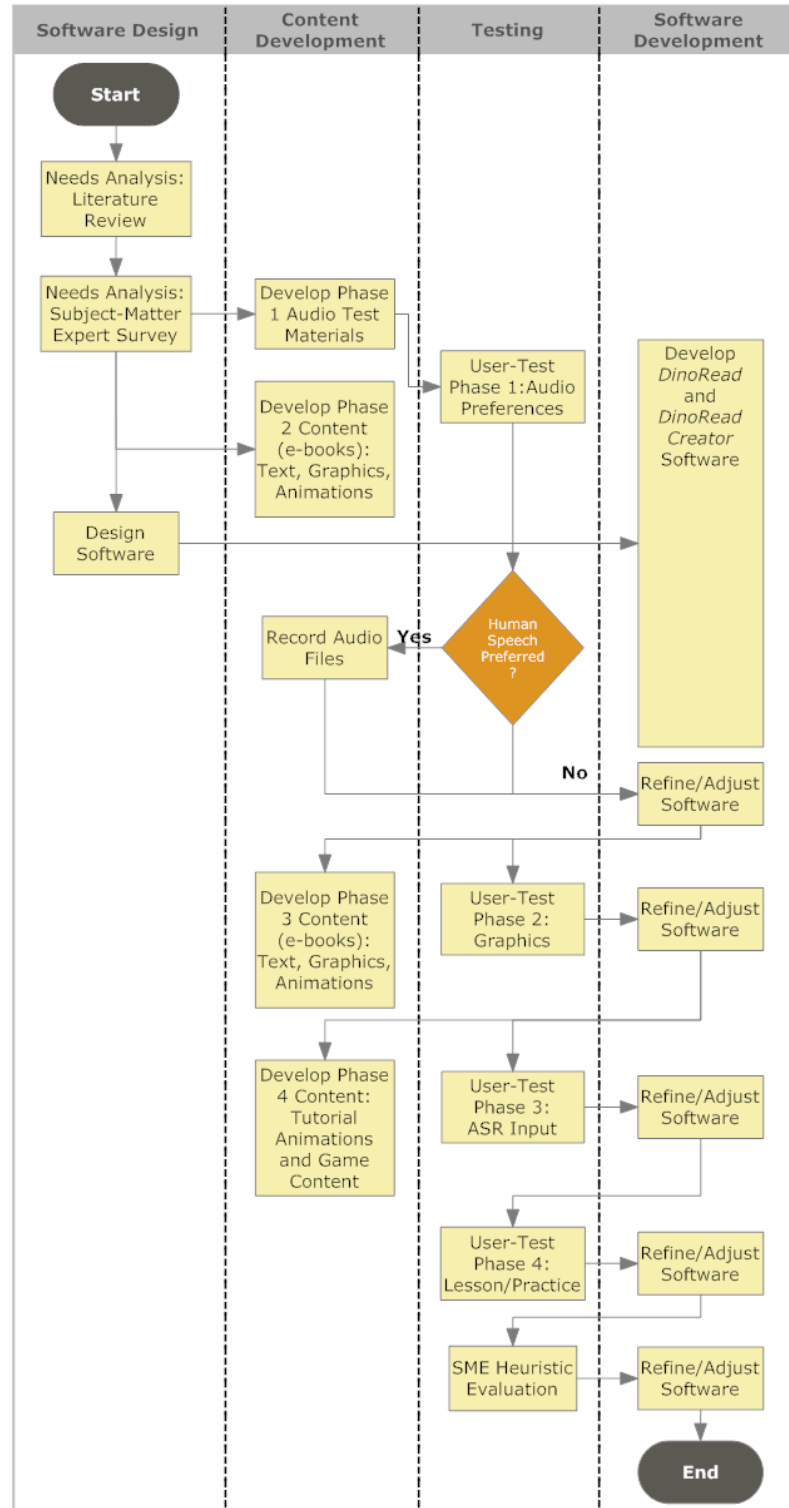 Software Design
Content
Development
Testing
Software
Development
Start
Needs Analysis:
Literature
Review
Needs Analysis:
Subject-Matter
Expert Survey
Develop Phase
1 Audio Test
Materials
User-Test
Phase 1:Audio
Preferences
Develop
DinoRead
and
DinoRead
Creator
Software
Develop Phase
2 Content
(e-books):
Text, Graphics,
Animations
Design
Software
Human
Speech
Preferred
?
Yes
Record Audio
Files
No
Refine/Adjust
Software
Develop Phase
3 Content
(e-books):
Text, Graphics,
Animations
User-Test
Phase 2:
Graphics
Refine/Adjust
Software
Develop Phase
4 Content:
Tutorial
Animations
and Game
Content
User-Test
Phase 3:
ASR Input
Refine/Adjust
Software
User-Test
Phase 4:
Lesson/Practice
Refine/Adjust
Software
SME Heuristic
Evaluation
Refine/Adjust
Software
End